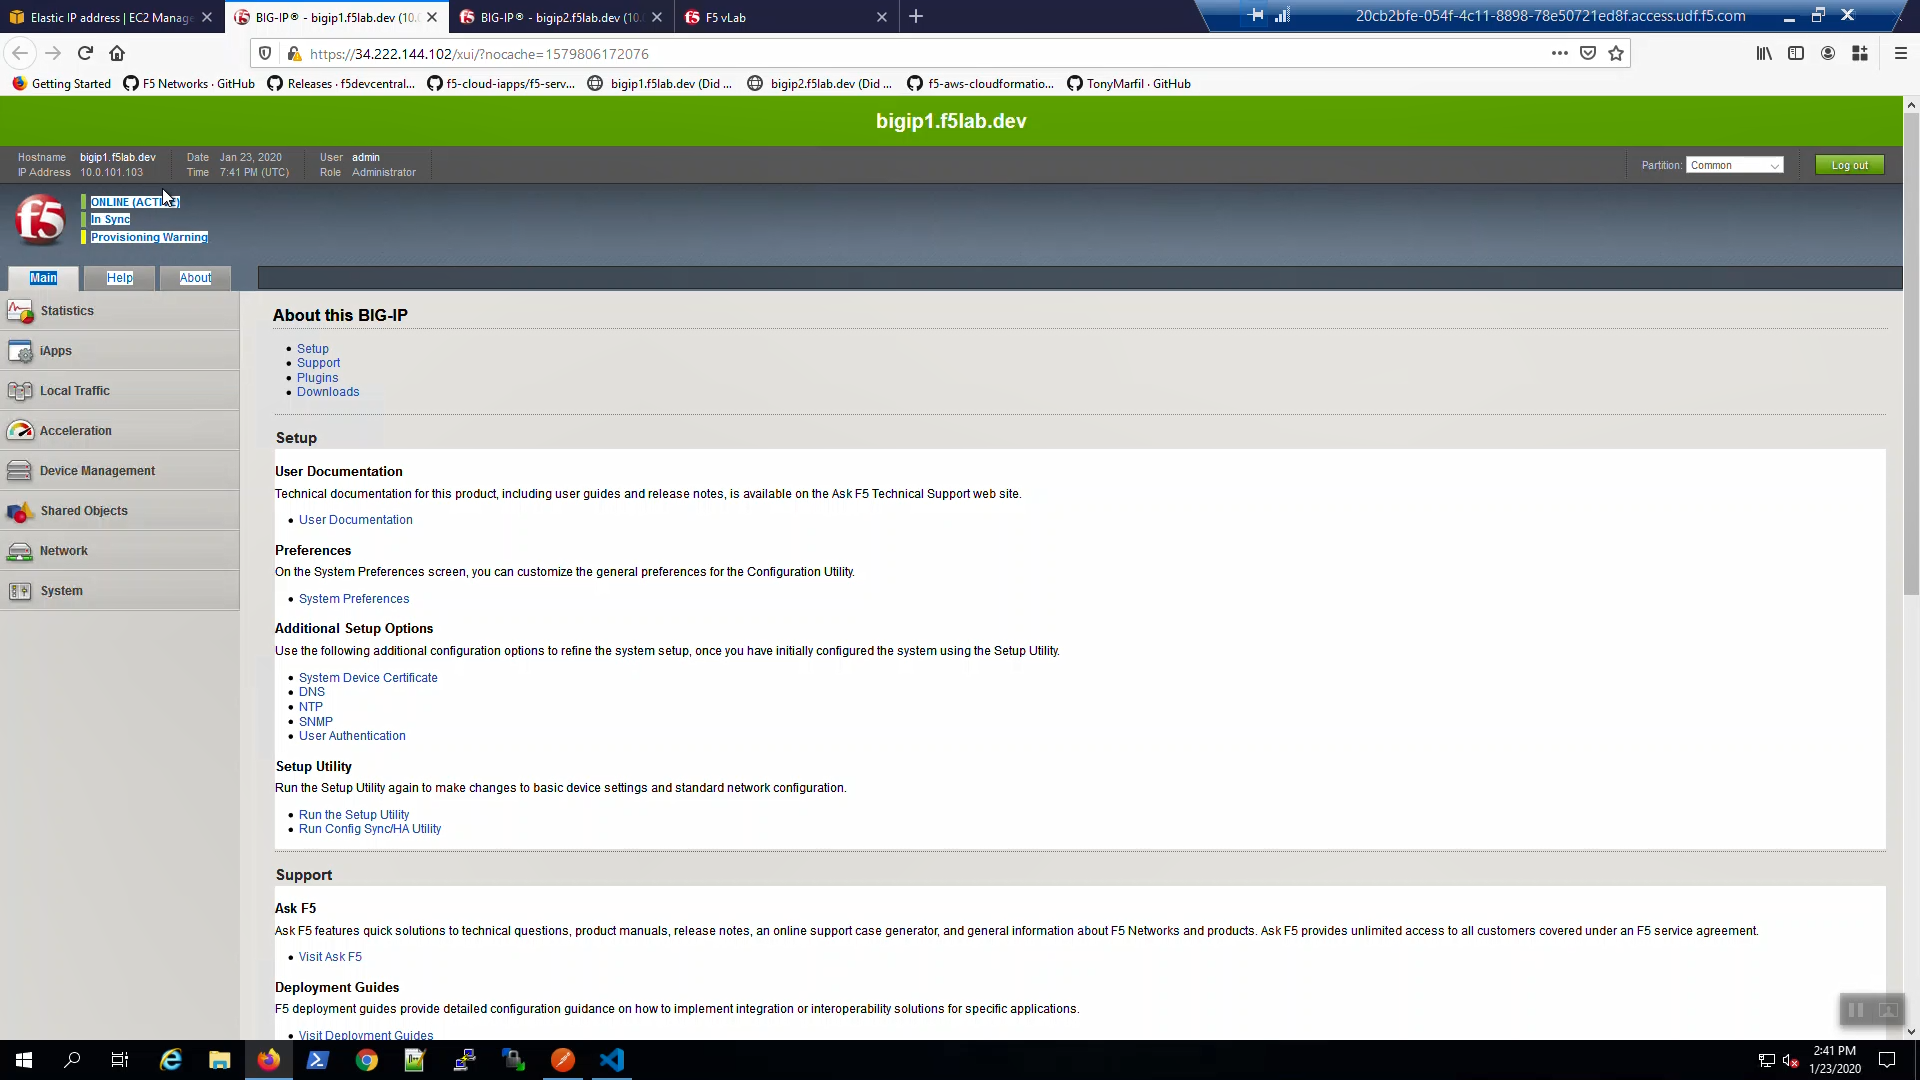 Elastic IP address | EC2 Manage
BIG-IP® - bigip1.f5lab.dev (10.
BIG-IP® - bigip2.f5lab.dev (10.
F5 vLab
20cb2bfe-054f-4c11-8898-78e50721ed8f.access.udf.f5.com
https://34.222.144.102/xui/?nocache=1579806172076
Getting Started
F5 Networks · GitHub
Releases · f5devcentral...
f5-cloud-iapps/f5-serv...
bigip1.f5lab.dev (Did ...
bigip2.f5lab.dev (Did ...
f5-aws-cloudformatio...
TonyMarfil · GitHub
bigip1.f5lab.dev
Hostname bigip1.f5lab.dev
IP Address 10.0.101.103
Date Jan 23, 2020
Time 7:41 PM (UTC)
User admin
Role Administrator
Partition: Common
Log out
f5
ONLINE (ACTIVE)
In Sync
Provisioning Warning
Main
Help
About
Statistics
iApps
Local Traffic
Acceleration
Device Management
Shared Objects
Network
System
About this BIG-IP
Setup
Support
Plugins
Downloads
Setup
User Documentation
Technical documentation for this product, including user guides and release notes, is available on the Ask F5 Technical Support web site.
User Documentation
Preferences
On the System Preferences screen, you can customize the general preferences for the Configuration Utility.
System Preferences
Additional Setup Options
Use the following additional configuration options to refine the system setup, once you have initially configured the system using the Setup Utility.
System Device Certificate
DNS
NTP
SNMP
User Authentication
Setup Utility
Run the Setup Utility again to make changes to basic device settings and standard network configuration.
Run the Setup Utility
Run Config Sync/HA Utility
Support
Ask F5
Ask F5 features quick solutions to technical questions, product manuals, release notes, an online support case generator, and general information about F5 Networks and products. Ask F5 provides unlimited access to all customers covered under an F5 service agreement.
Visit Ask F5
Deployment Guides
F5 deployment guides provide detailed configuration guidance on how to implement integration or interoperability solutions for specific applications.
Visit Deployment Guides
2:41 PM
1/23/2020